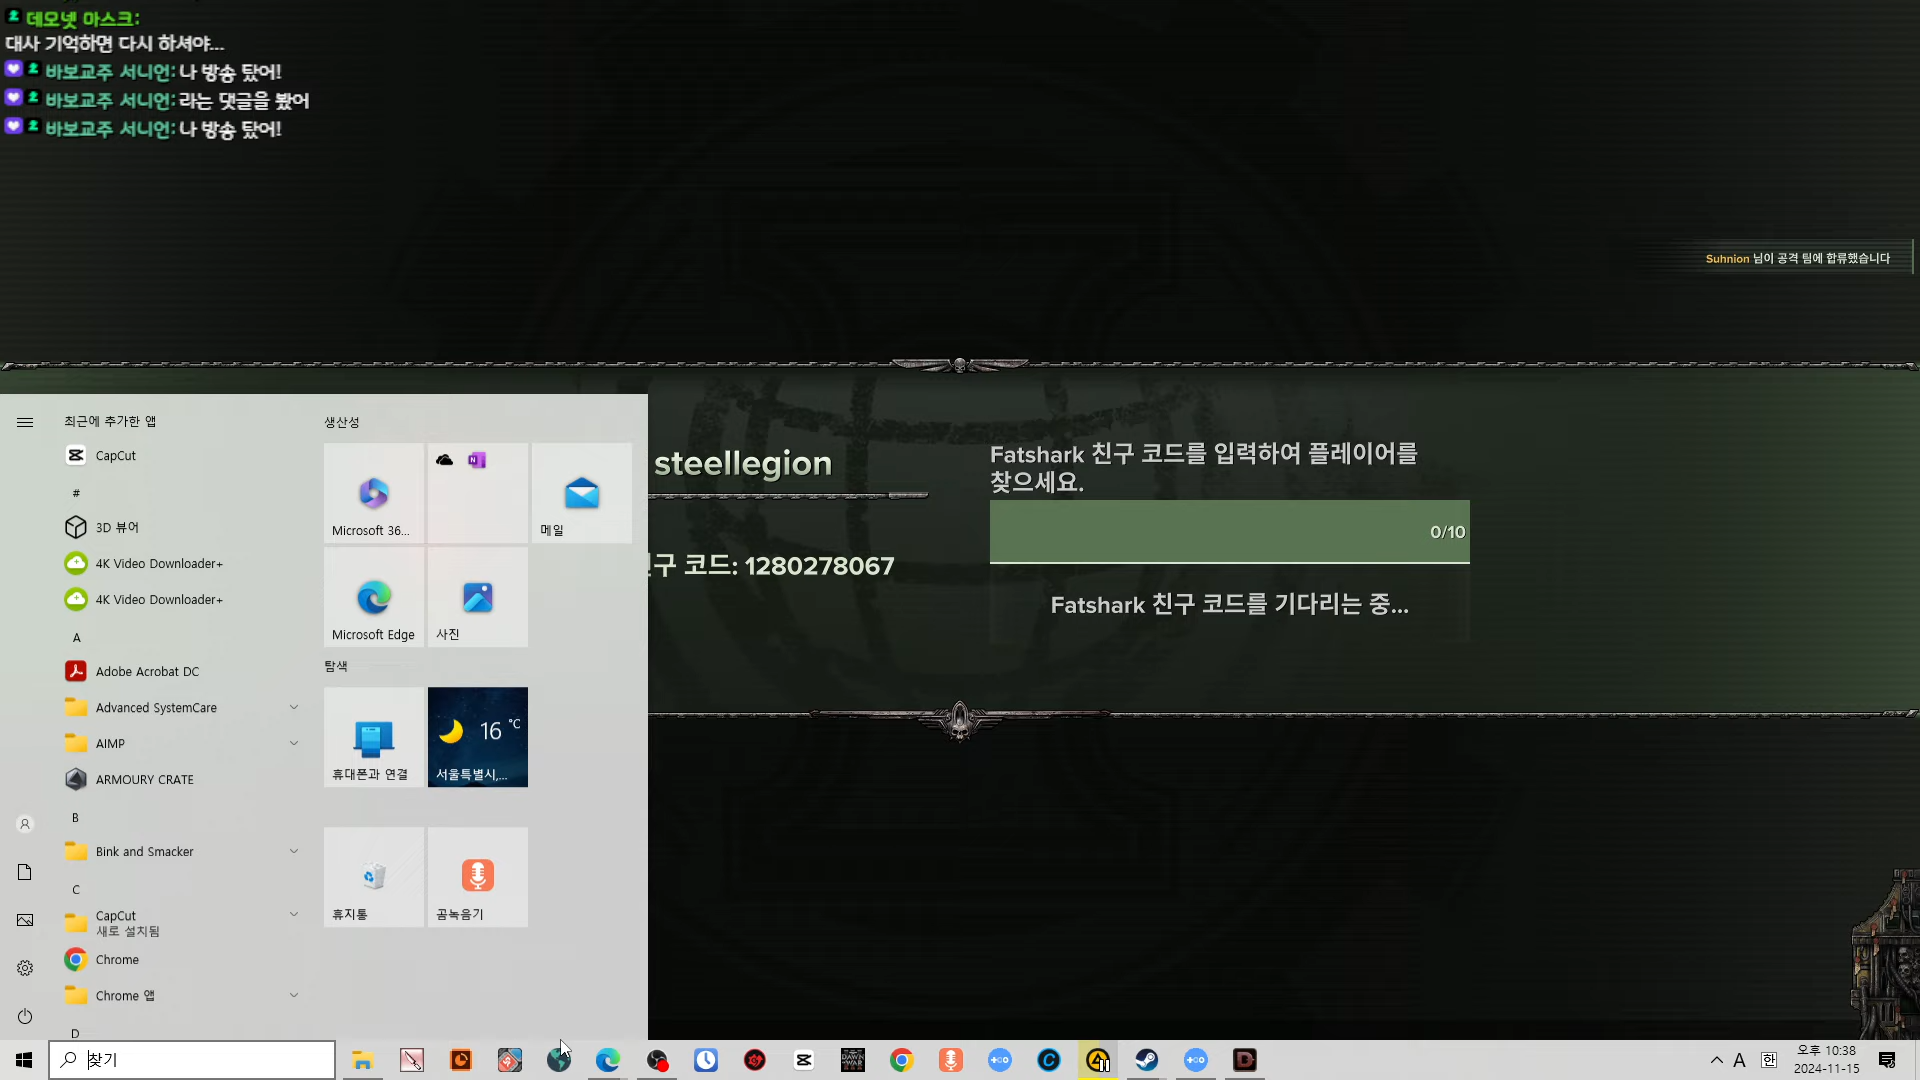 데모넷 마스크:
대사 기억하면 다시 하셔야...
바보교주 서니언: 나 방송 탔어!
바보교주 서니언: 라는 댓글을 봤어
바보교주 서니언: 나 방송 탔어!
Suhnion 님이 공격 팀에 합류했습니다
steellegion
구 코드: 1280278067
Fatshark 친구 코드를 입력하여 플레이어를
찾으세요.
0/10
Fatshark 친구 코드를 기다리는 중...
최근에 추가한 앱
CapCut
#
3D 뷰어
4K Video Downloader+
4K Video Downloader+
A
Adobe Acrobat DC
Advanced SystemCare
AIMP
ARMOURY CRATE
B
Bink and Smacker
C
CapCut
새로 설치됨
Chrome
Chrome 앱
D
생산성
Microsoft 36...
메일
Microsoft Edge
사진
탐색
휴대폰과 연결
16 °C
서울특별시,...
휴지통
곰녹음기
찾기
DAWN
WAR
A
한
오후 10:38
2024-11-15